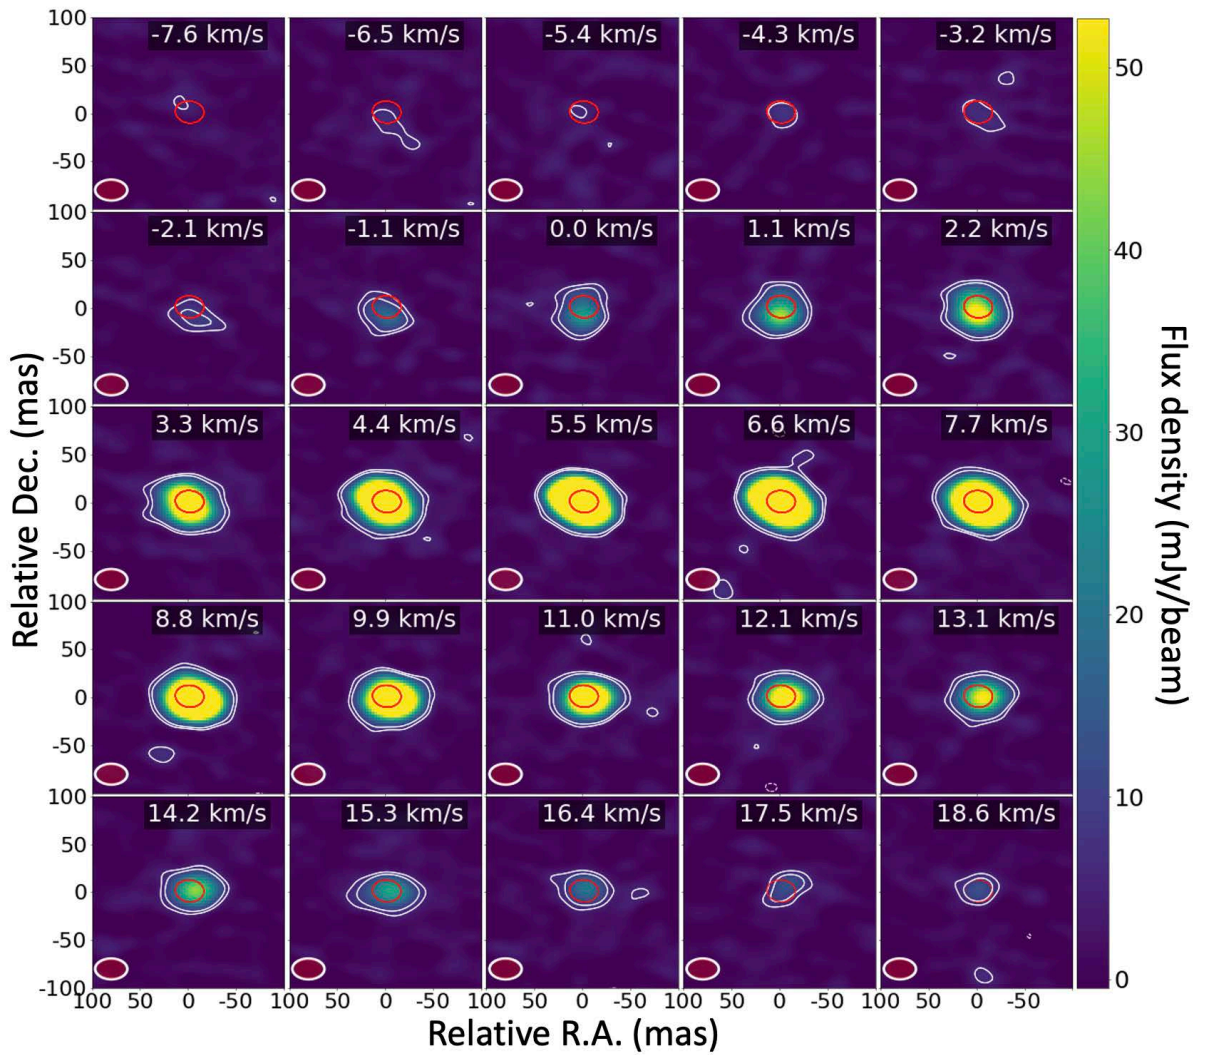 100 -7.6 km/s -6.5 km/s -5.4 km/s -4.3 km/s -3.2 km/s
50
0
-50
100 -2.1 km/s -1.1 km/s 0.0 km/s 1.1 km/s 2.2 km/s
50
0
-50
100 3.3 km/s 4.4 km/s 5.5 km/s 6.6 km/s 7.7 km/s
50
0
-50
100 8.8 km/s 9.9 km/s 11.0 km/s 12.1 km/s 13.1 km/s
50
0
-50
100 14.2 km/s 15.3 km/s 16.4 km/s 17.5 km/s 18.6 km/s
50
0
-50
-100
100 50 0 -50 100 50 0 -50 100 50 0 -50 100 50 0 -50 100 50 0 -50
Relative R.A. (mas)
Relative Dec. (mas)
50
40
30
20
10
0
Flux density (mJy/beam)